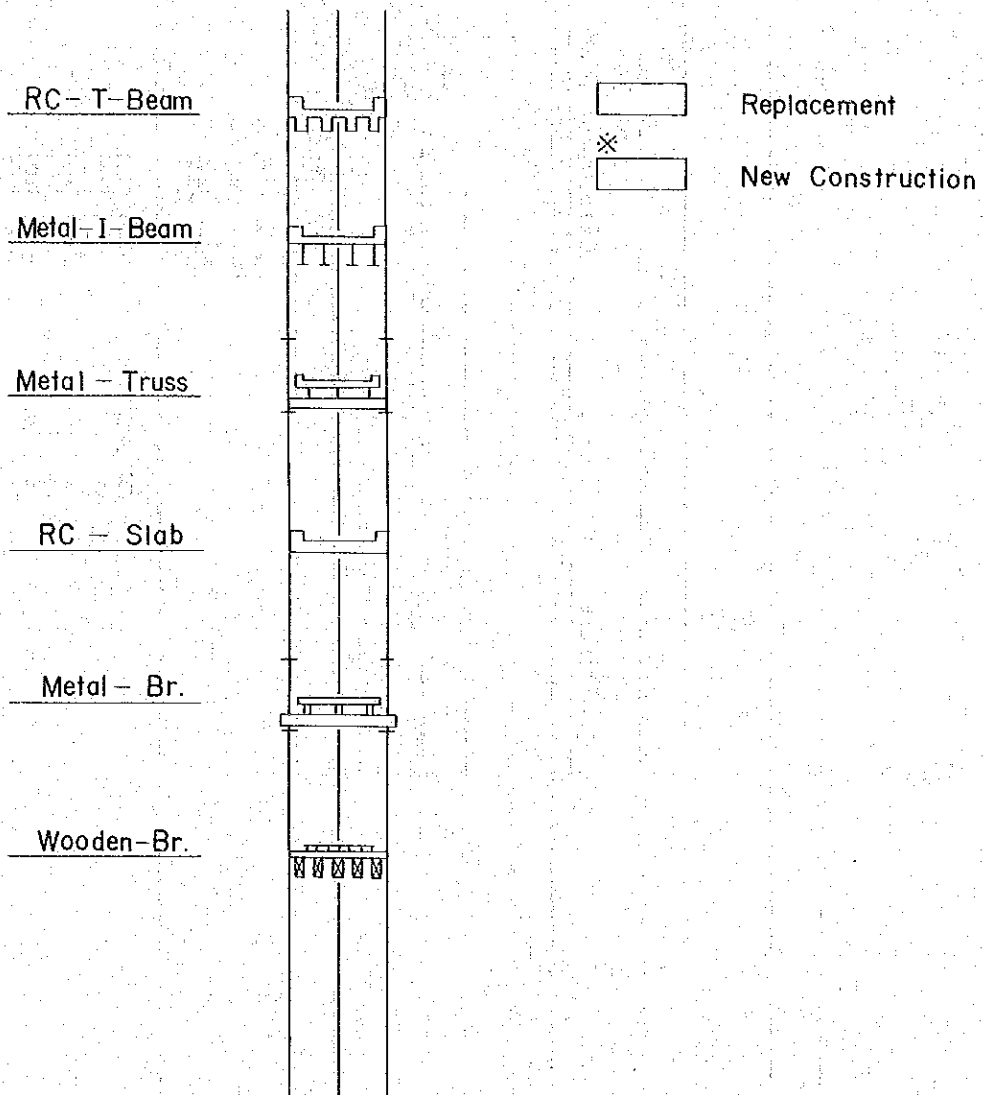 RC - T-Beam
Replacement
※
New Construction
Metal-I-Beam
Metal - Truss
RC - Slab
Metal - Br.
Wooden-Br.